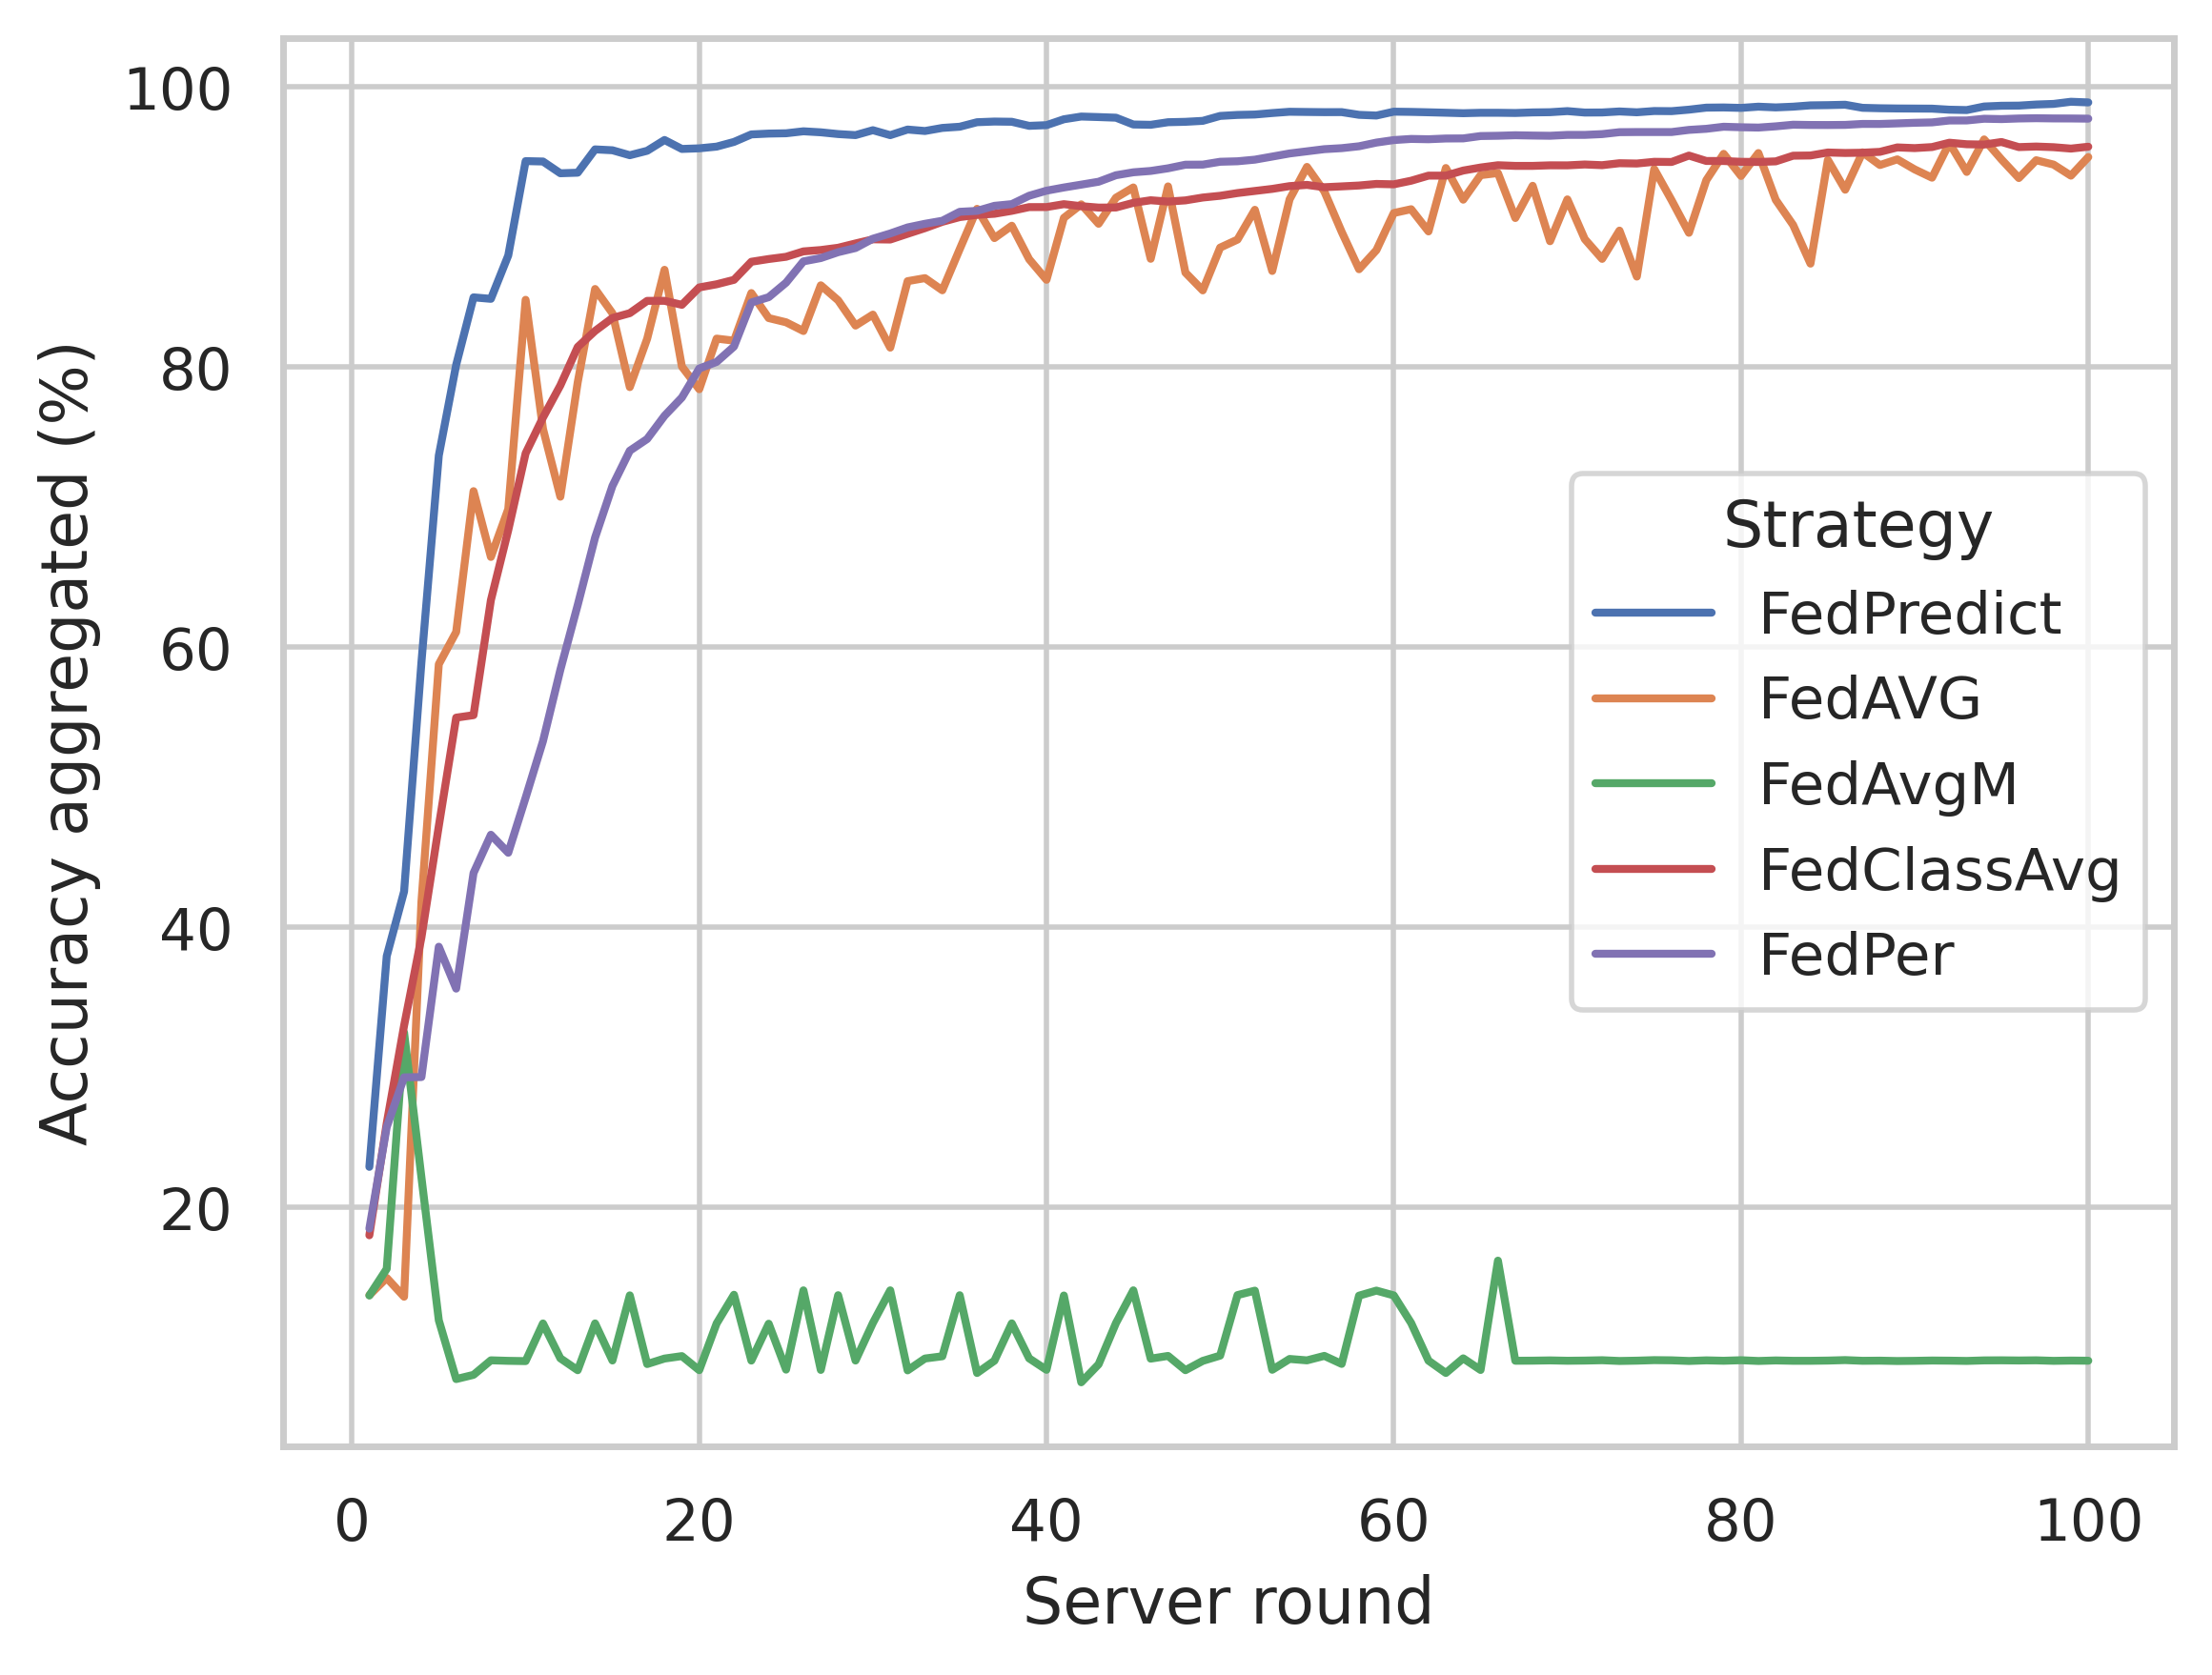 100
80
60
40
20
Accuracy aggregated (%)
Strategy
FedPredict
FedAVG
FedAvgM
FedClassAvg
FedPer
0 20 40 60 80 100
Server round